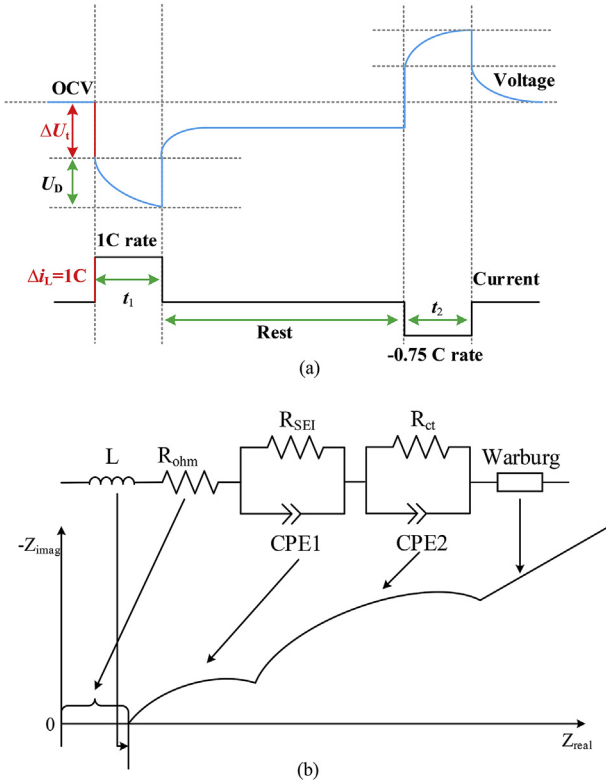 OCV
Voltage
ΔUt
UD
1C rate
ΔiL=1C
Current
t1
t2
Rest
-0.75 C rate
(a)
RSEI
Rct
L
Rohm
Warburg
CPE1
CPE2
-Zimag
0
Zreal
(b)